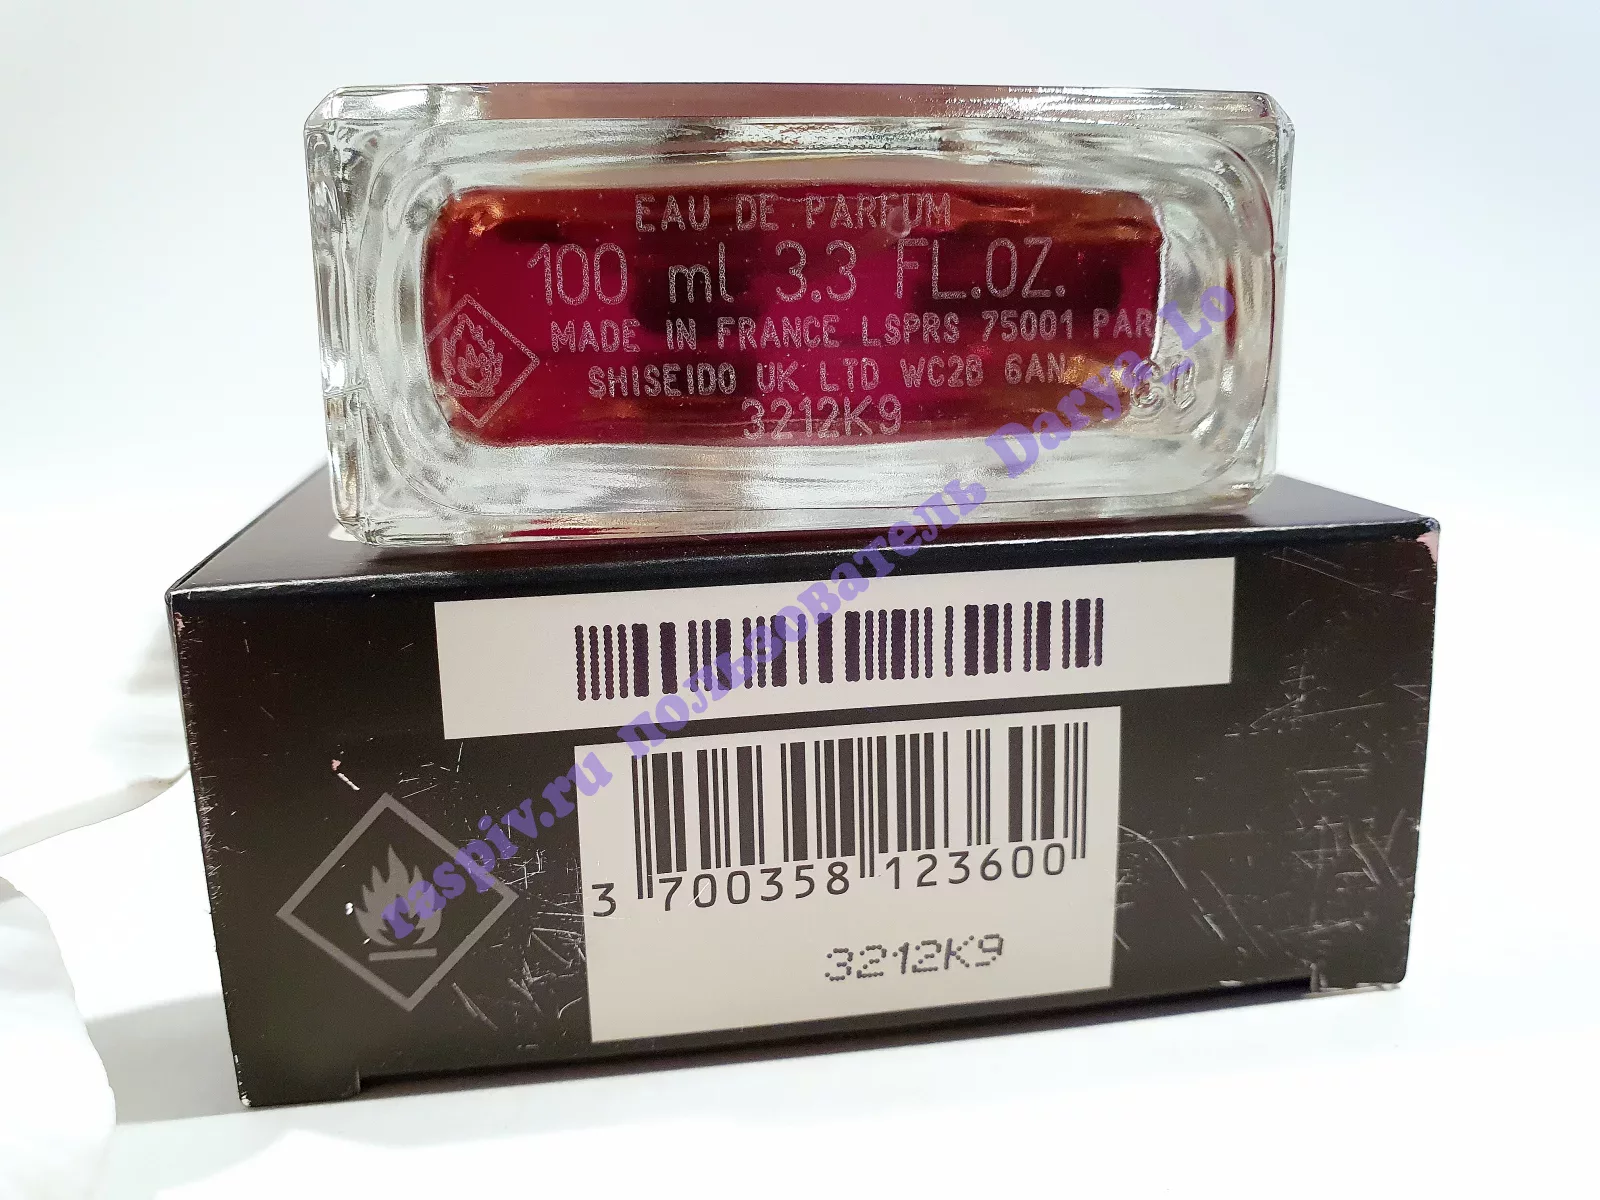 EAU DE PARFUM
100 ml 3.3 FL.OZ.
MADE IN FRANCE LSPRS 75001 PAR
SHISEIDO UK LTD WC2B 6AN
3212K9
3 700358 123600
3212K9
raspiv.ru пользователь Darya_Lo